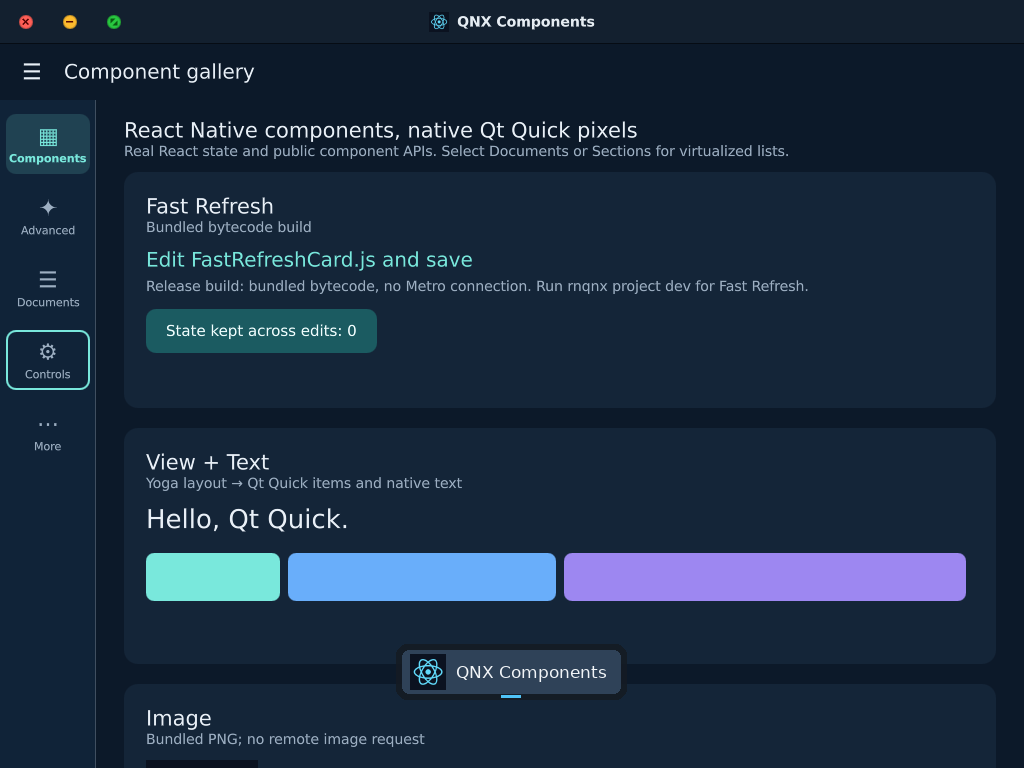 QNX Components
Component gallery
Components
Advanced
Documents
Controls
More
React Native components, native Qt Quick pixels
Real React state and public component APIs. Select Documents or Sections for virtualized lists.
Fast Refresh
Bundled bytecode build
Edit FastRefreshCard.js and save
Release build: bundled bytecode, no Metro connection. Run rnqnx project dev for Fast Refresh.
State kept across edits: 0
View + Text
Yoga layout → Qt Quick items and native text
Hello, Qt Quick.
QNX Components
Image
Bundled PNG; no remote image request